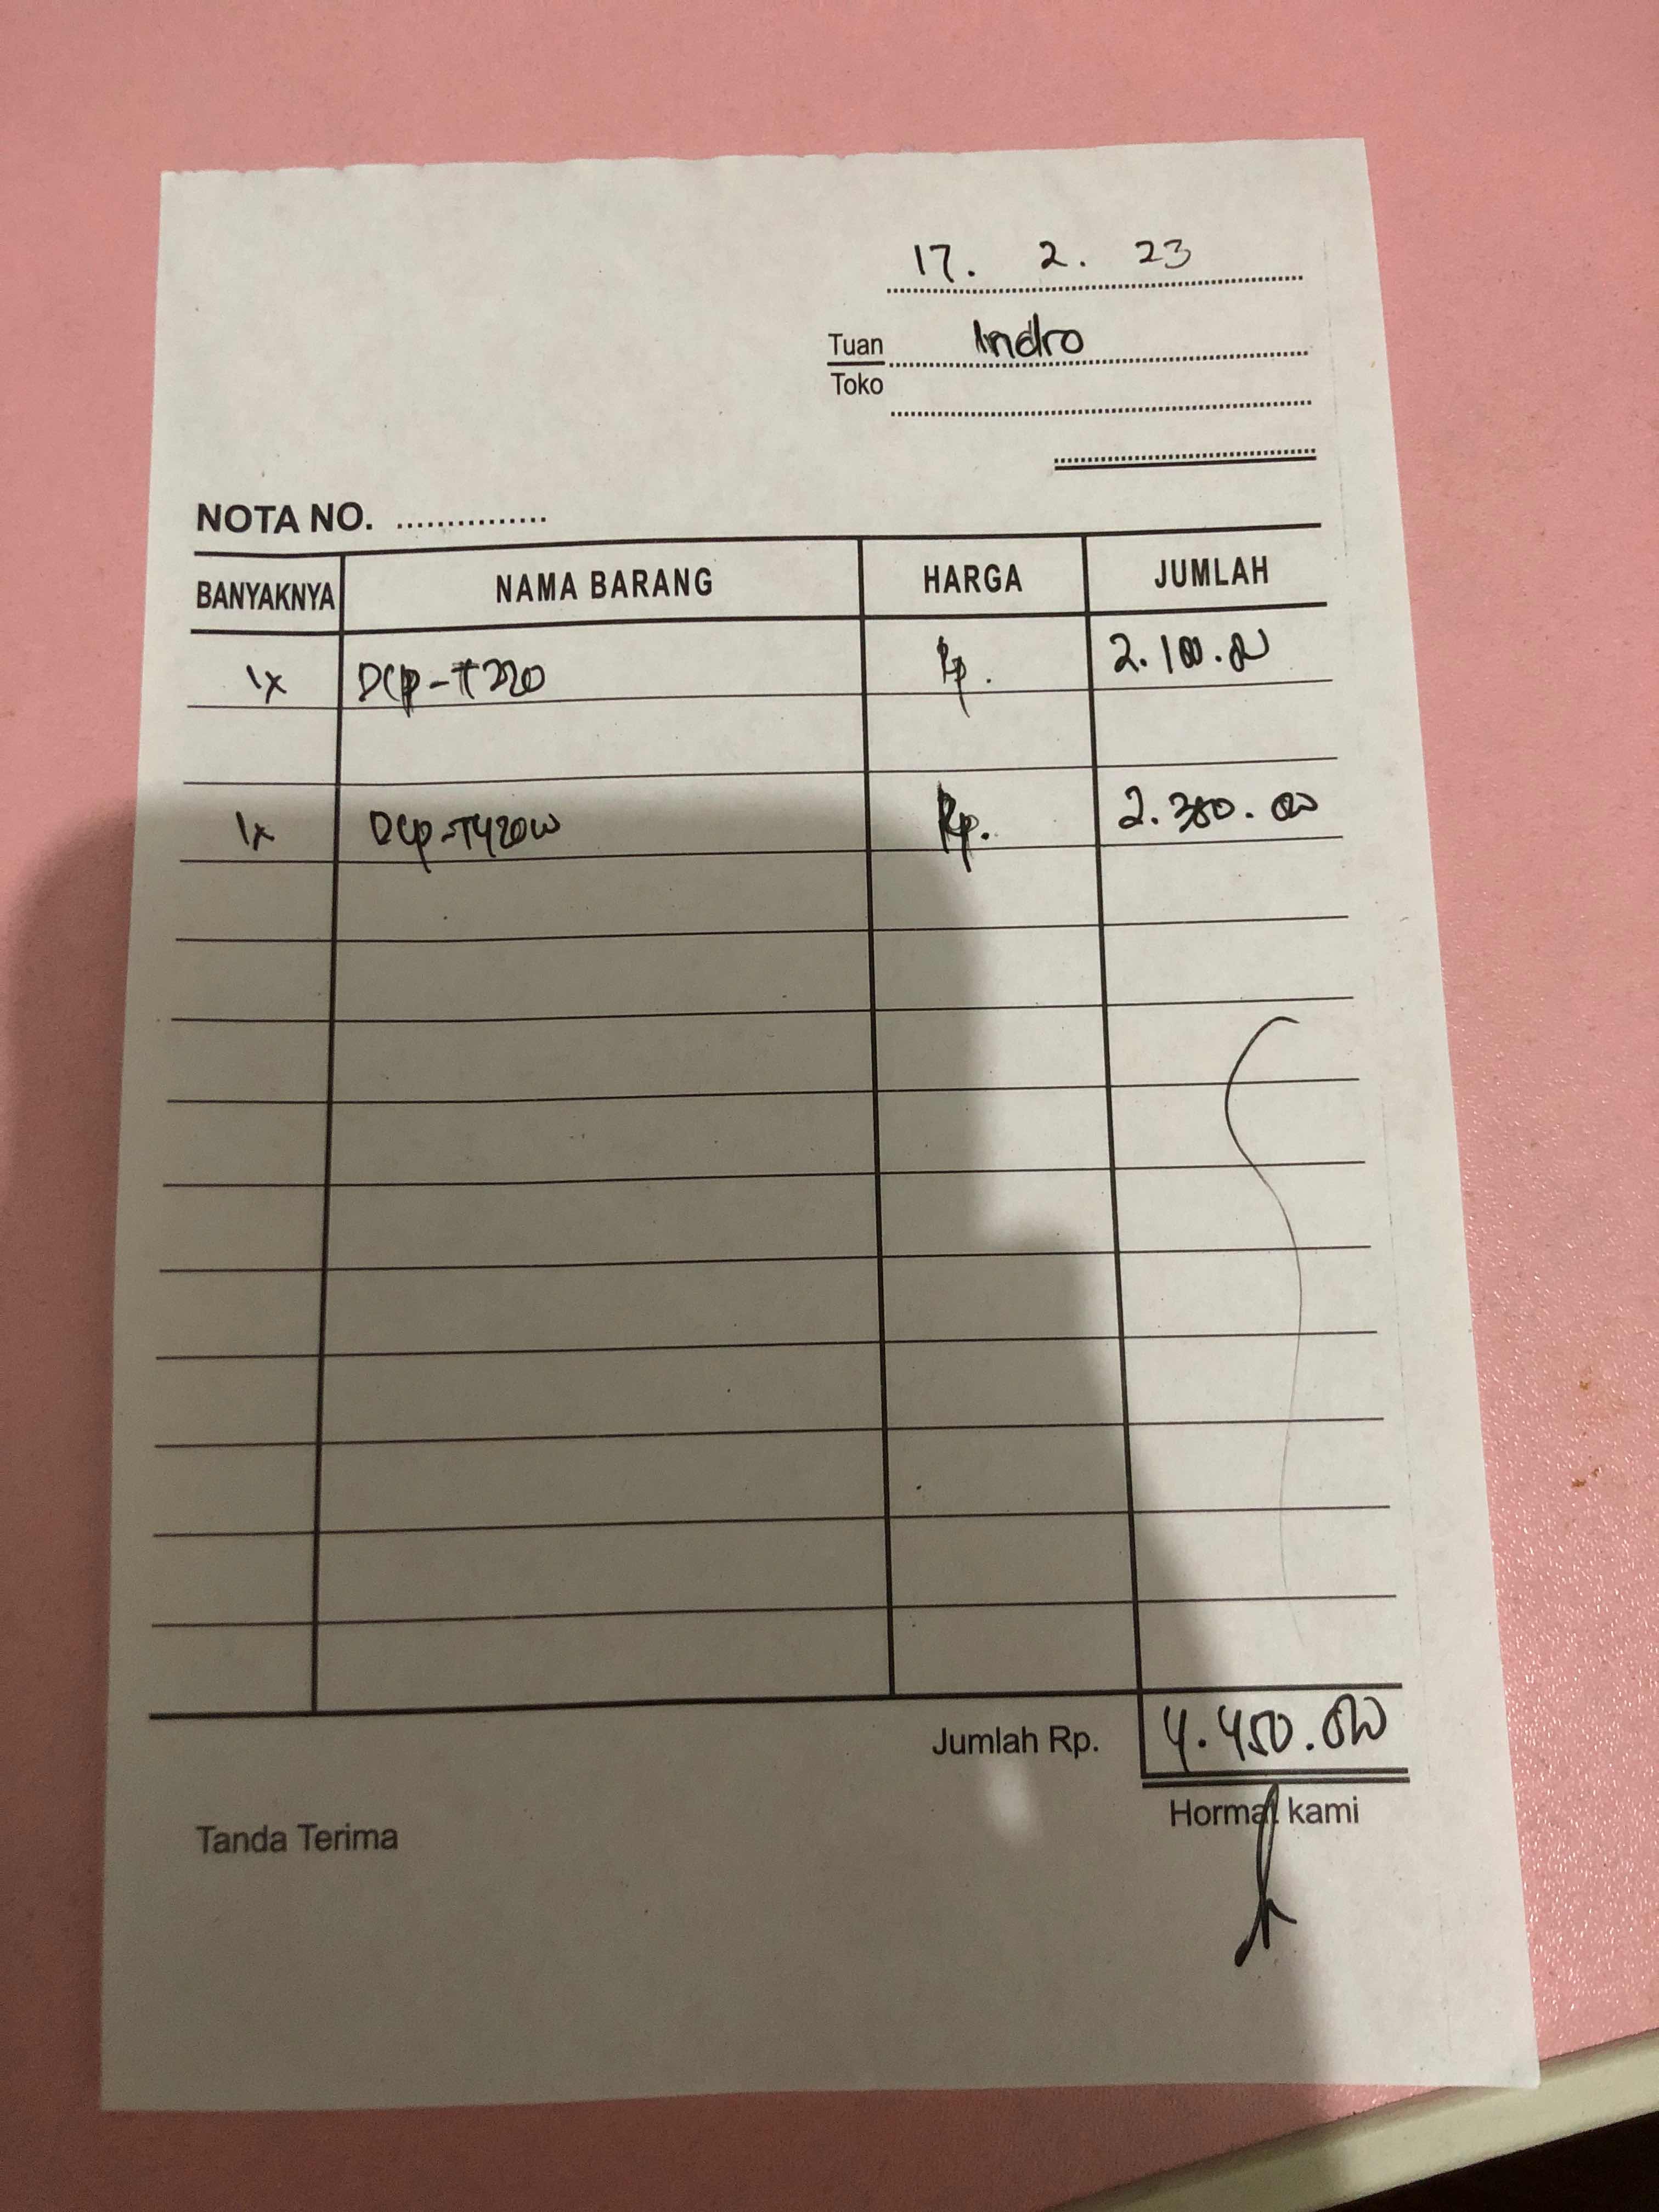 17. 2. 23
Tuan Indro
Toko
NOTA NO.
BANYAKNYA NAMA BARANG HARGA JUMLAH
1x DCP-T220 Rp. 2.100.000
1x DCP-T420W Rp. 2.350.000
Jumlah Rp. 4.450.000
Tanda Terima Hormat kami